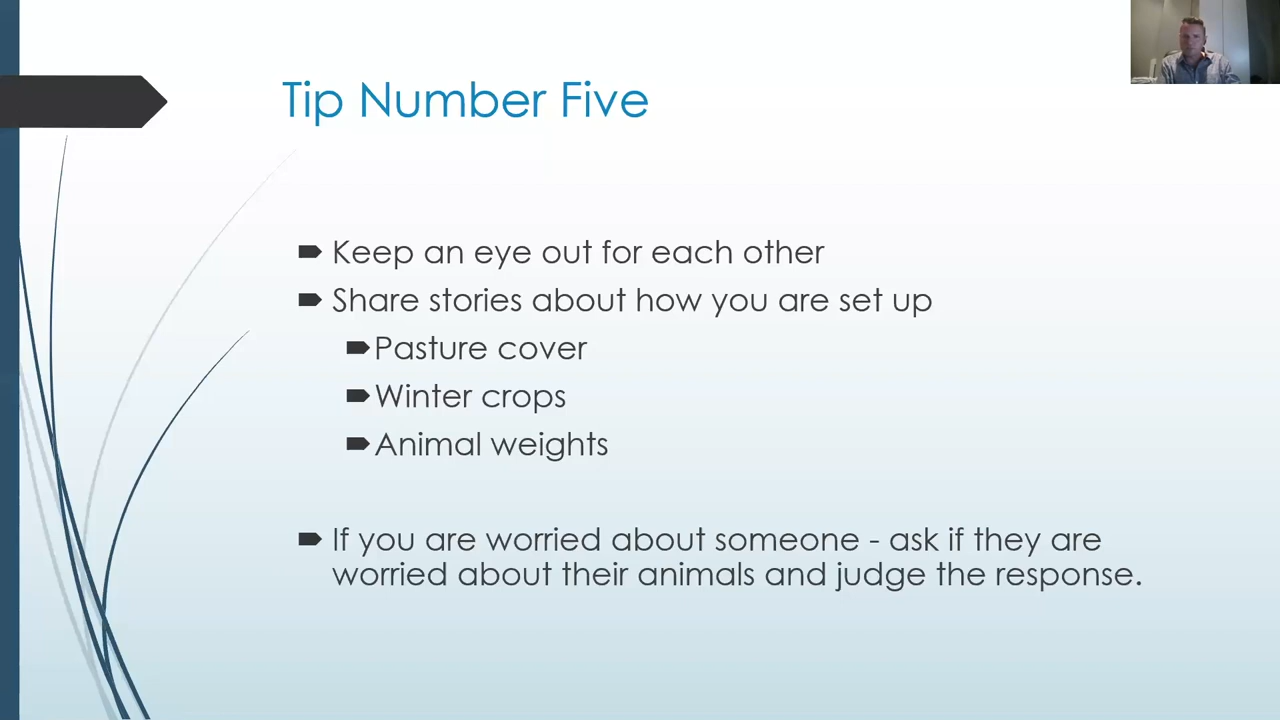 Tip Number Five
Keep an eye out for each other
Share stories about how you are set up
Pasture cover
Winter crops
Animal weights
If you are worried about someone - ask if they are
worried about their animals and judge the response.